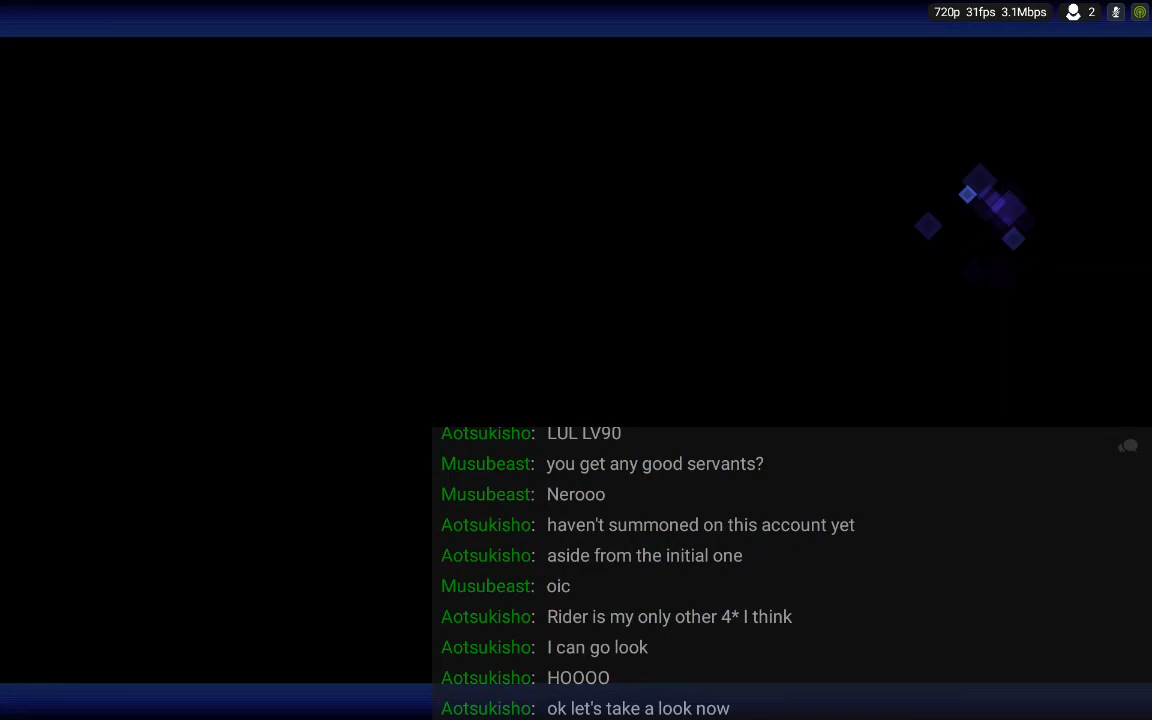 720p 31fps 3.1Mbps 2
Aotsukisho: LUL LV90
Musubeast: you get any good servants?
Musubeast: Nerooo
Aotsukisho: haven't summoned on this account yet
Aotsukisho: aside from the initial one
Musubeast: oic
Aotsukisho: Rider is my only other 4* I think
Aotsukisho: I can go look
Aotsukisho: HOOOO
Aotsukisho: ok let's take a look now